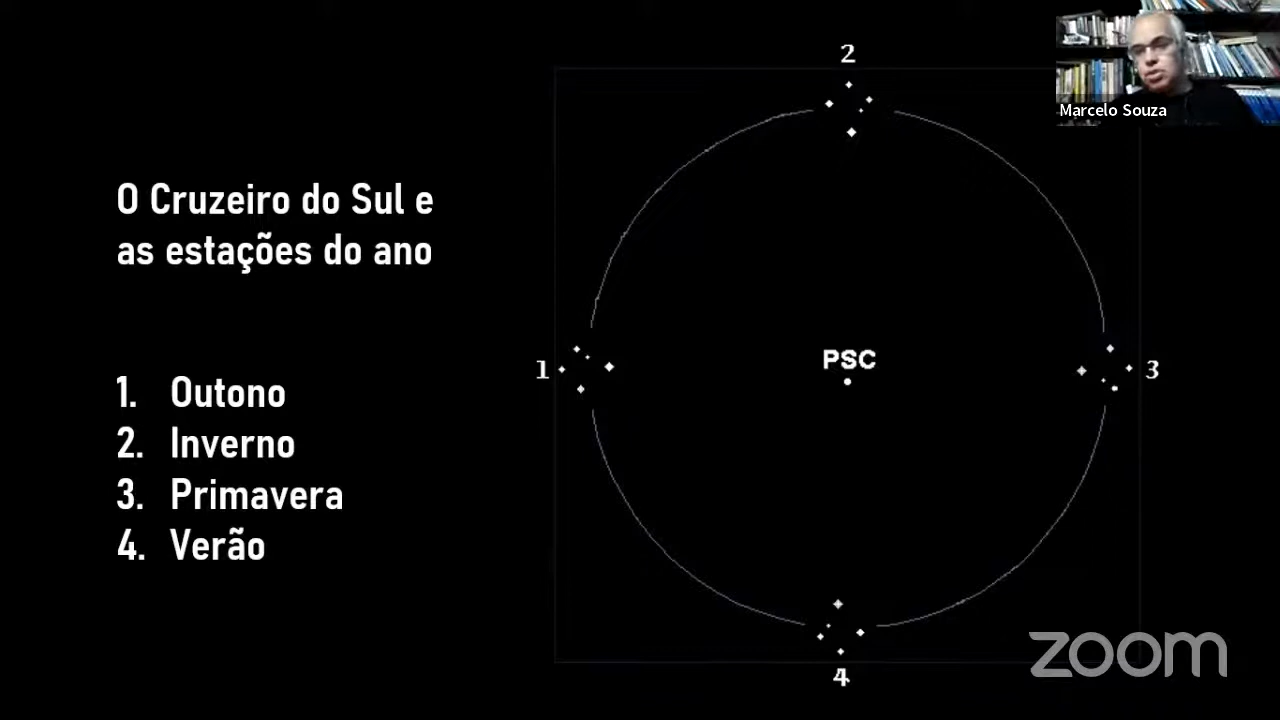 O Cruzeiro do Sul e
as estações do ano
1. Outono
2. Inverno
3. Primavera
4. Verão
2
1
PSC
3
4
Marcelo Souza
zoom